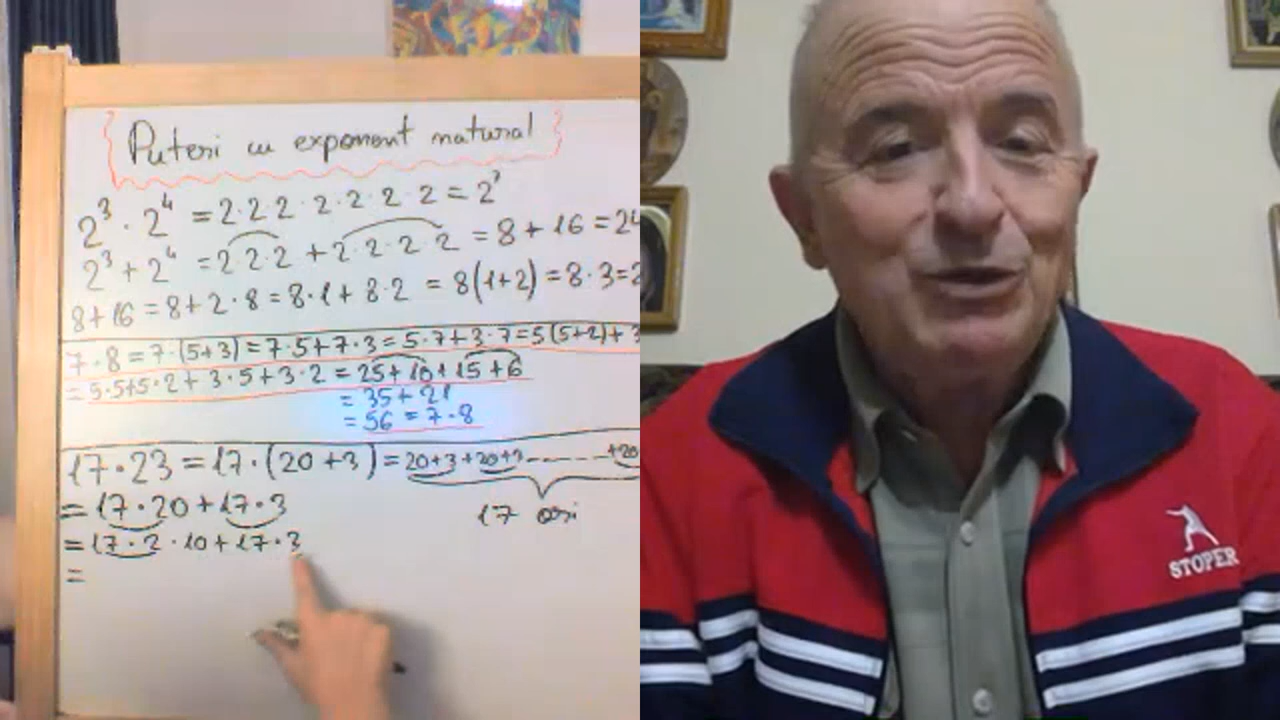 Puteri cu exponent natural
2³ · 2⁴ = 2·2·2·2·2·2·2 = 2⁷
2³ + 2⁴ = 2·2·2 + 2·2·2·2 = 8 + 16 = 24
8 + 16 = 8 + 2·8 = 8·1 + 8·2 = 8(1+2) = 8·3 = 2
7·8 = 7·(5+3) = 7·5 + 7·3 = 5·7 + 3·7 = 5(5+2) + 3
= 5·5 + 5·2 + 3·5 + 3·2 = 25 + 10 + 15 + 6
= 35 + 21
= 56 = 7·8
17·23 = 17·(20+3) = 20+3+20+3 - - - - - - - +20
17 ori
= 17·20 + 17·3
= 17·2·10 + 17·3
=
STOPER